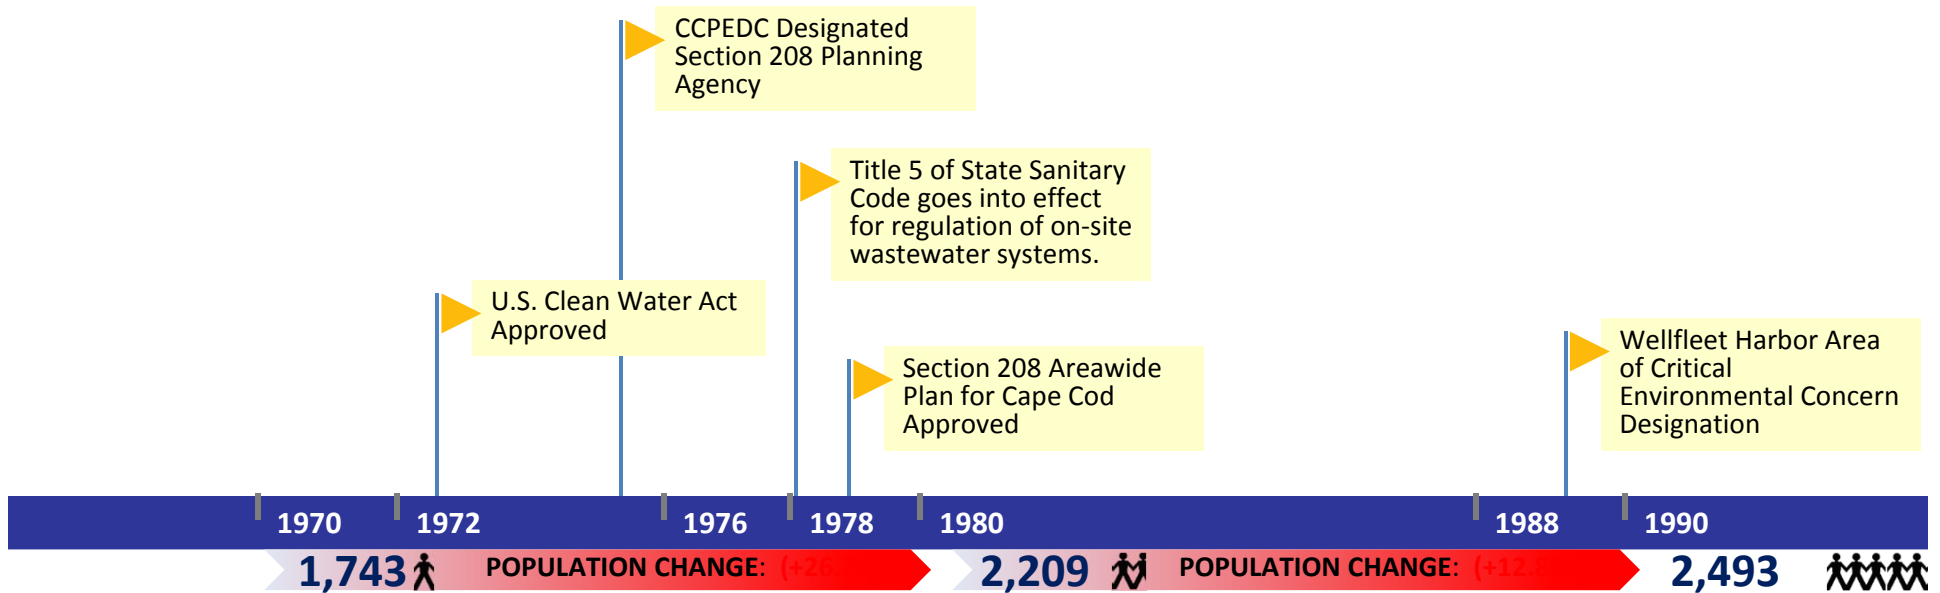 CCPEDC Designated
Section 208 Planning
Agency
Title 5 of State Sanitary
Code goes into effect
for regulation of on-site
wastewater systems.
U.S. Clean Water Act
Approved
Section 208 Areawide
Plan for Cape Cod
Approved
Wellfleet Harbor Area
of Critical
Environmental Concern
Designation
1970 1972 1976 1978 1980 1988 1990
1,743 POPULATION CHANGE: 2,209 POPULATION CHANGE: 2,493